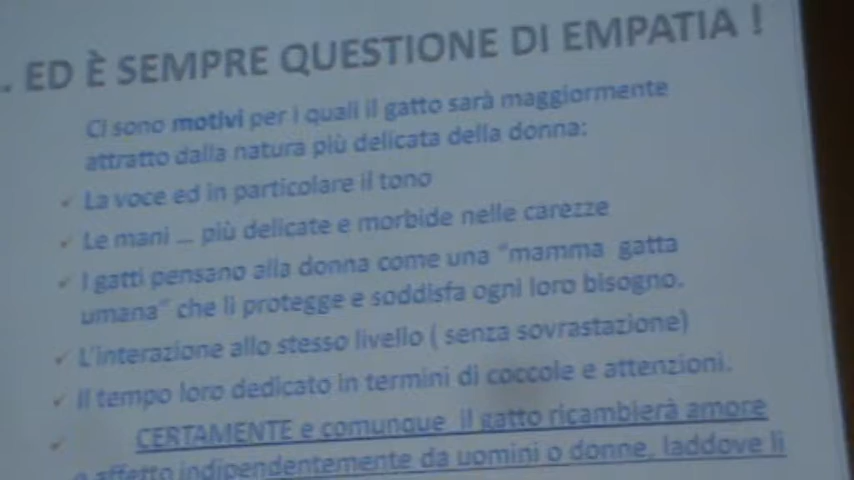 . ED È SEMPRE QUESTIONE DI EMPATIA !
Ci sono motivi per i quali il gatto sarà maggiormente
attratto dalla natura più delicata della donna:
✓ La voce ed in particolare il tono
✓ Le mani ... più delicate e morbide nelle carezze
✓ I gatti pensano alla donna come una "mamma gatta
umana" che li protegge e soddisfa ogni loro bisogno.
✓ L'interazione allo stesso livello ( senza sovrastazione)
✓ Il tempo loro dedicato in termini di coccole e attenzioni.
✓ CERTAMENTE e comunque il gatto ricambierà amore
e affetto indipendentemente da uomini o donne, laddove li